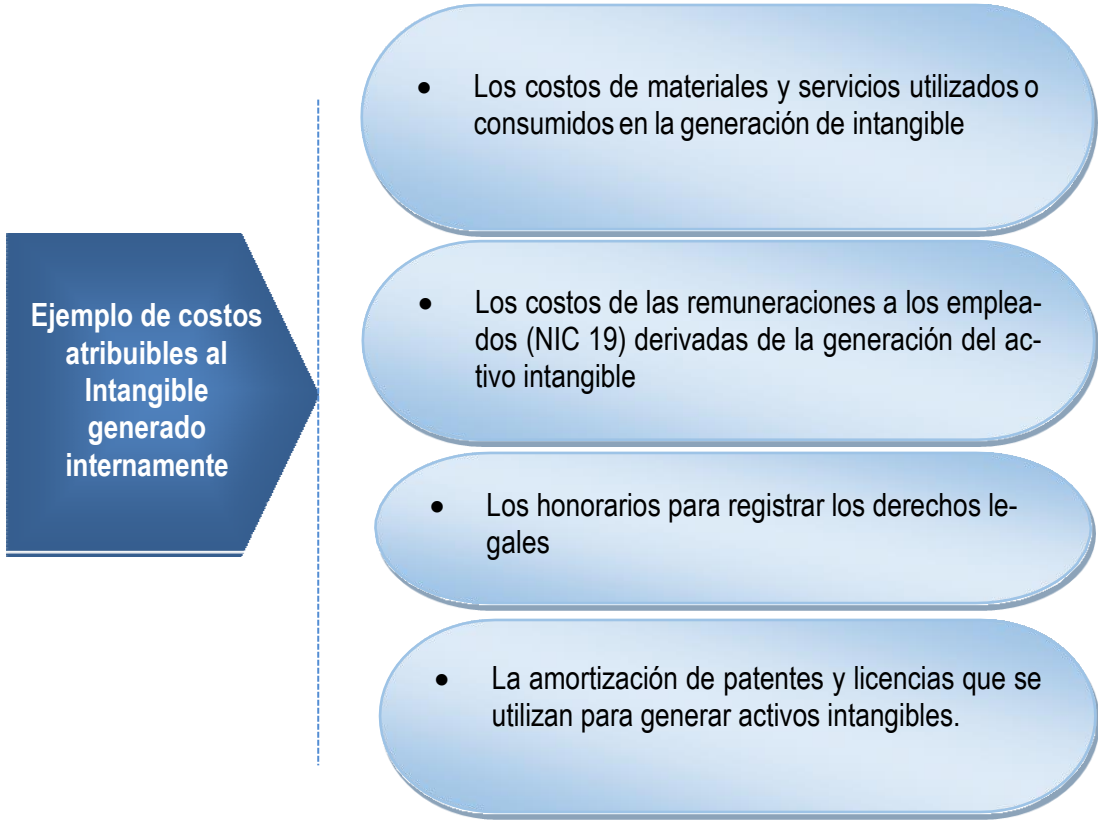 Ejemplo de costos
atribuibles al
Intangible
generado
internamente
• Los costos de materiales y servicios utilizados o
consumidos en la generación de intangible
• Los costos de las remuneraciones a los emplea-
dos (NIC 19) derivadas de la generación del ac-
tivo intangible
• Los honorarios para registrar los derechos le-
gales
• La amortización de patentes y licencias que se
utilizan para generar activos intangibles.